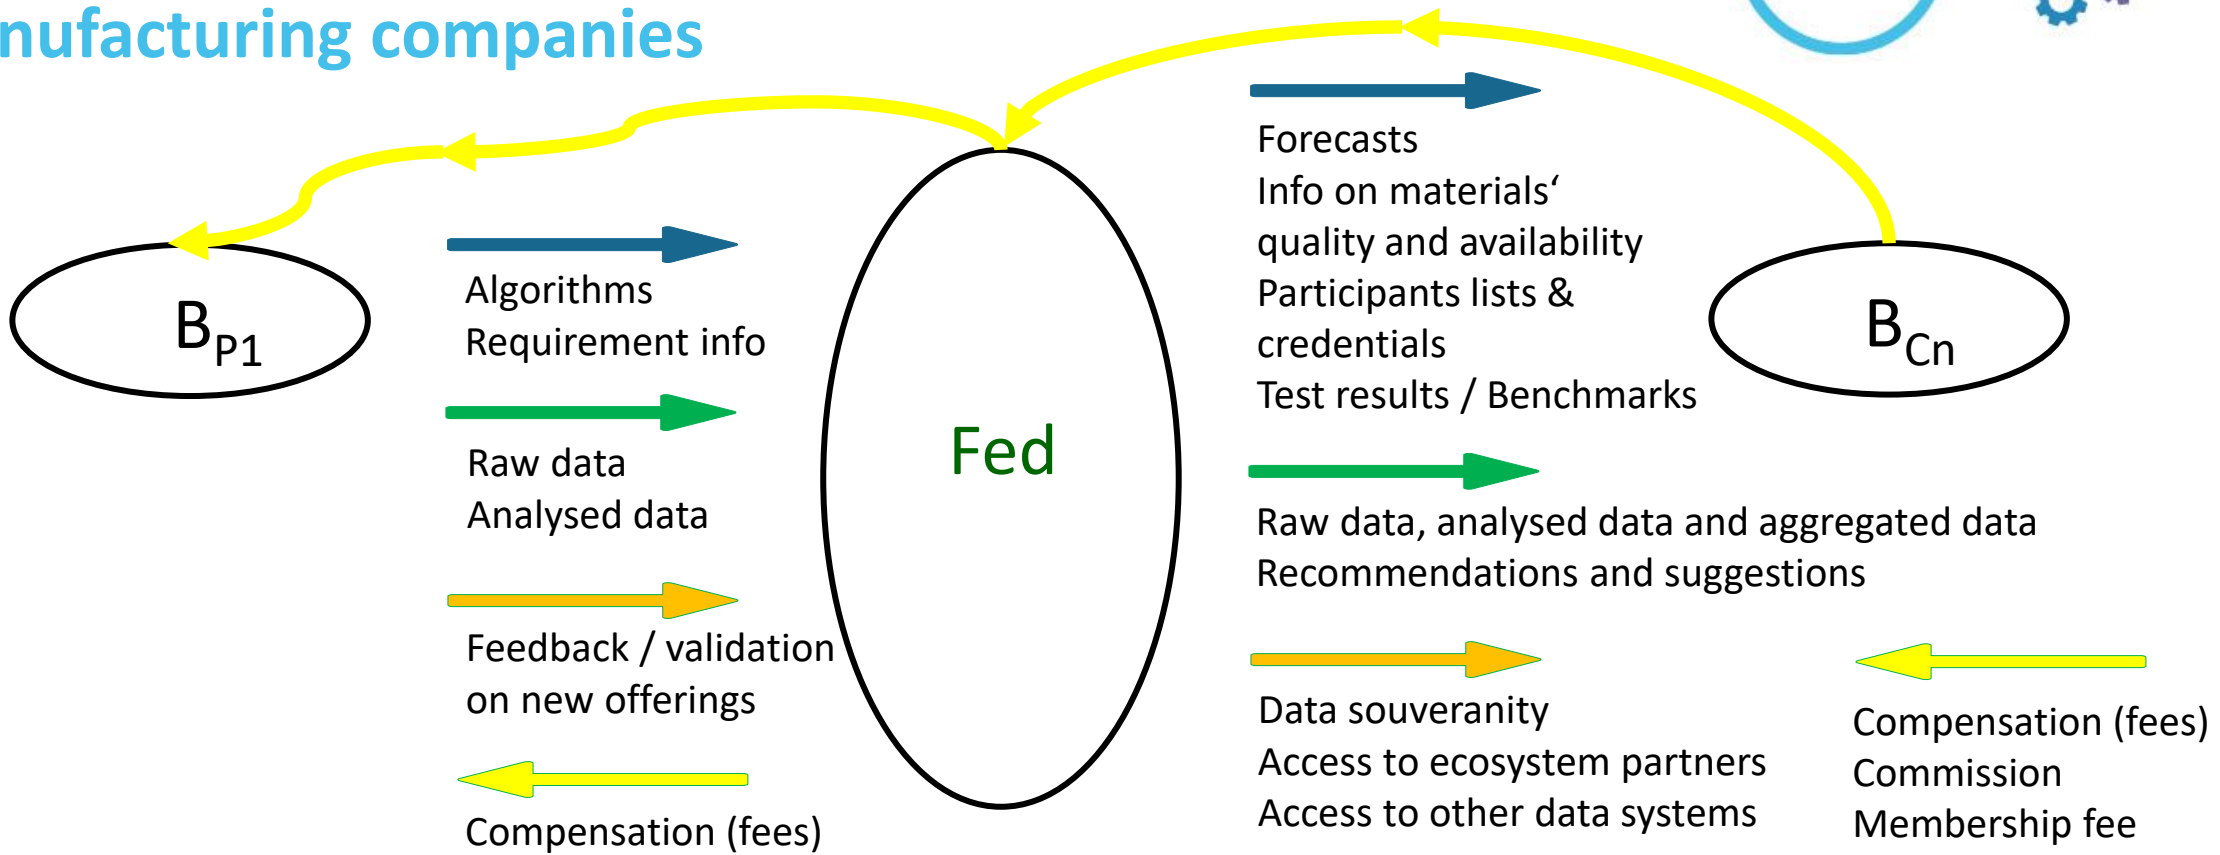 nufacturing companies
B_P1
Algorithms
Requirement info
Raw data
Analysed data
Feedback / validation
on new offerings
Compensation (fees)
Fed
Forecasts
Info on materials‘
quality and availability
Participants lists &
credentials
Test results / Benchmarks
Raw data, analysed data and aggregated data
Recommendations and suggestions
Data souveranity
Access to ecosystem partners
Access to other data systems
B_Cn
Compensation (fees)
Commission
Membership fee